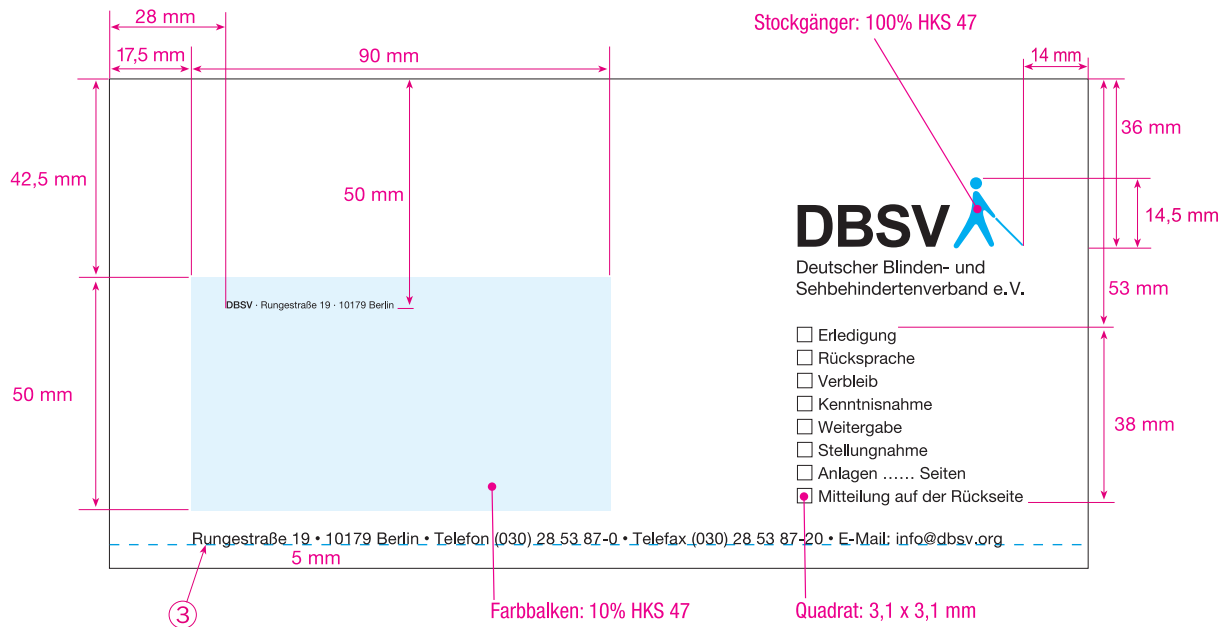 28 mm
Stockgänger: 100% HKS 47
17,5 mm
90 mm
14 mm
36 mm
42,5 mm
50 mm
14,5 mm
DBSV
Deutscher Blinden- und
Sehbehindertenverband e.V.
53 mm
DBSV · Rungestraße 19 · 10179 Berlin
Erledigung
Rücksprache
Verbleib
Kenntnisnahme
Weitergabe
Stellungnahme
Anlagen ...... Seiten
Mitteilung auf der Rückseite
50 mm
38 mm
Rungestraße 19 • 10179 Berlin • Telefon (030) 28 53 87-0 • Telefax (030) 28 53 87-20 • E-Mail: info@dbsv.org
5 mm
3
Farbbalken: 10% HKS 47
Quadrat: 3,1 x 3,1 mm